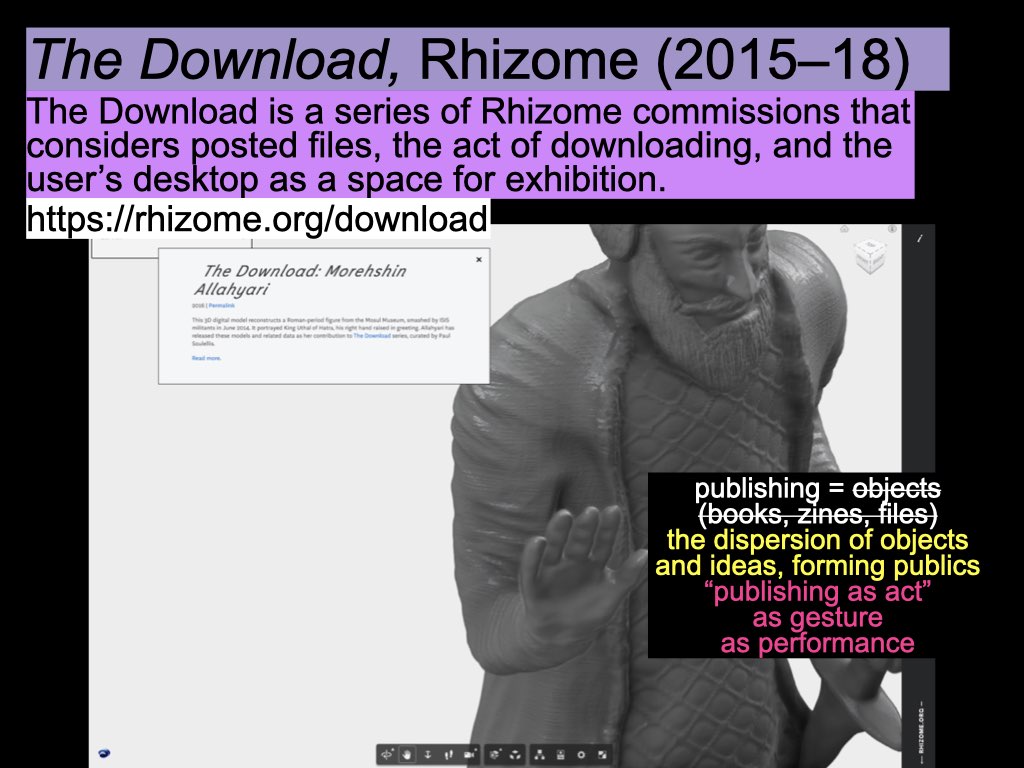 The Download, Rhizome (2015–18)
The Download is a series of Rhizome commissions that
considers posted files, the act of downloading, and the
user’s desktop as a space for exhibition.
https://rhizome.org/download
The Download: Morehshin
Allahyari
2016 | Permalink
This 3D digital model reconstructs a Roman-period figure from the Mosul Museum, smashed by ISIS
militants in June 2014. It portrayed King Uthal of Hatra, his right hand raised in greeting. Allahyari has
released these models and related data as her contribution to The Download series, curated by Paul
Soulellis.
Read more.
publishing = objects
(books, zines, files)
the dispersion of objects
and ideas, forming publics
“publishing as act”
as gesture
as performance
i
← RHIZOME.ORG →